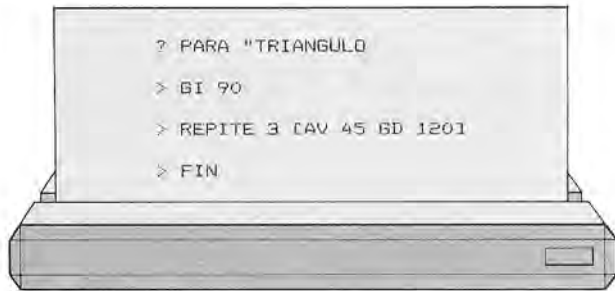 ? PARA "TRIANGULO
> GI 90
> REPITE 3 [AV 45 GD 120]
> FIN